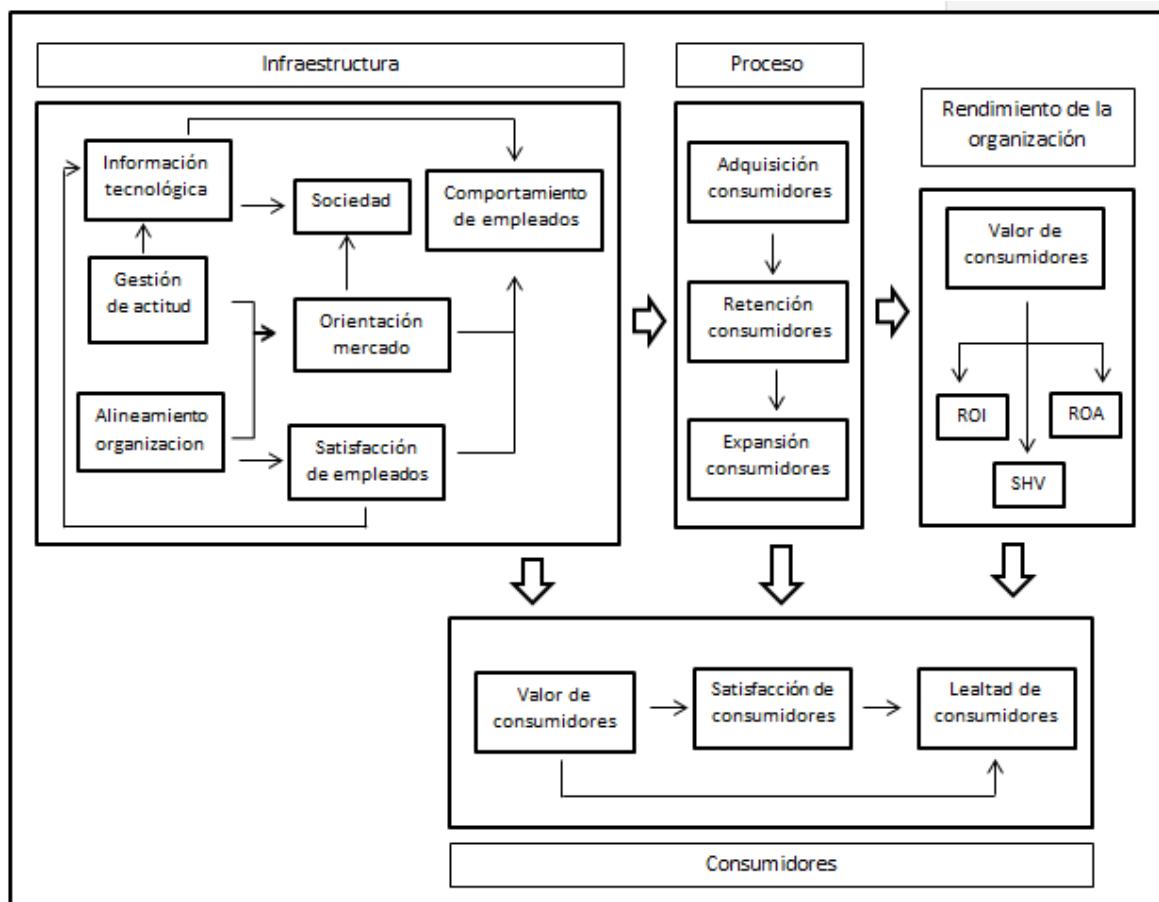 Infraestructura
Información
tecnológica
Sociedad
Comportamiento
de empleados
Gestión
de actitud
Orientación
mercado
Alineamiento
organizacion
Satisfacción
de empleados
Proceso
Adquisición
consumidores
Retención
consumidores
Expansión
consumidores
Rendimiento de la
organización
Valor de
consumidores
ROI
ROA
SHV
Valor de
consumidores
Satisfacción de
consumidores
Lealtad de
consumidores
Consumidores